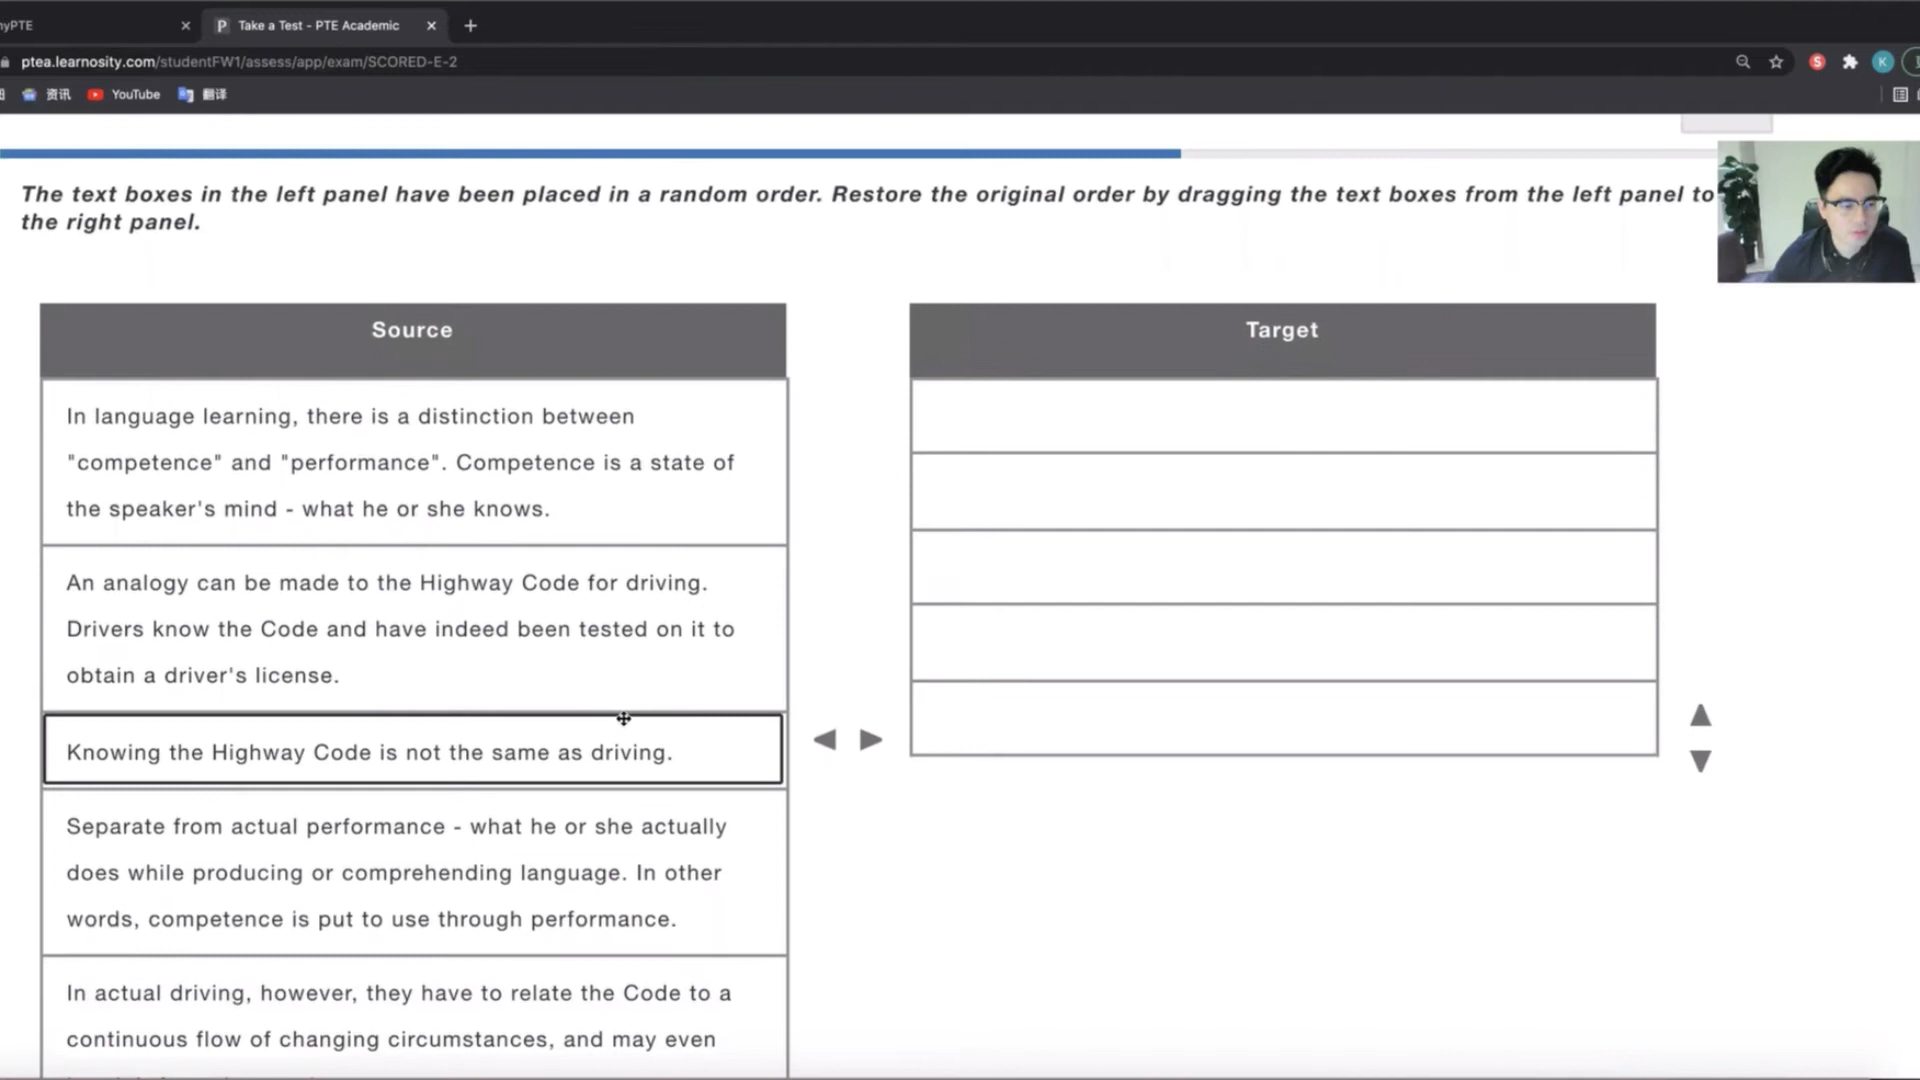 nyPTE
P Take a Test - PTE Academic
ptea.learnosity.com/studentFW1/assess/app/exam/SCORED-E-2
S
K
资讯
YouTube
翻译
The text boxes in the left panel have been placed in a random order. Restore the original order by dragging the text boxes from the left panel to
the right panel.
Source
In language learning, there is a distinction between
"competence" and "performance". Competence is a state of
the speaker's mind - what he or she knows.
An analogy can be made to the Highway Code for driving.
Drivers know the Code and have indeed been tested on it to
obtain a driver's license.
Knowing the Highway Code is not the same as driving.
Separate from actual performance - what he or she actually
does while producing or comprehending language. In other
words, competence is put to use through performance.
In actual driving, however, they have to relate the Code to a
continuous flow of changing circumstances, and may even
Target